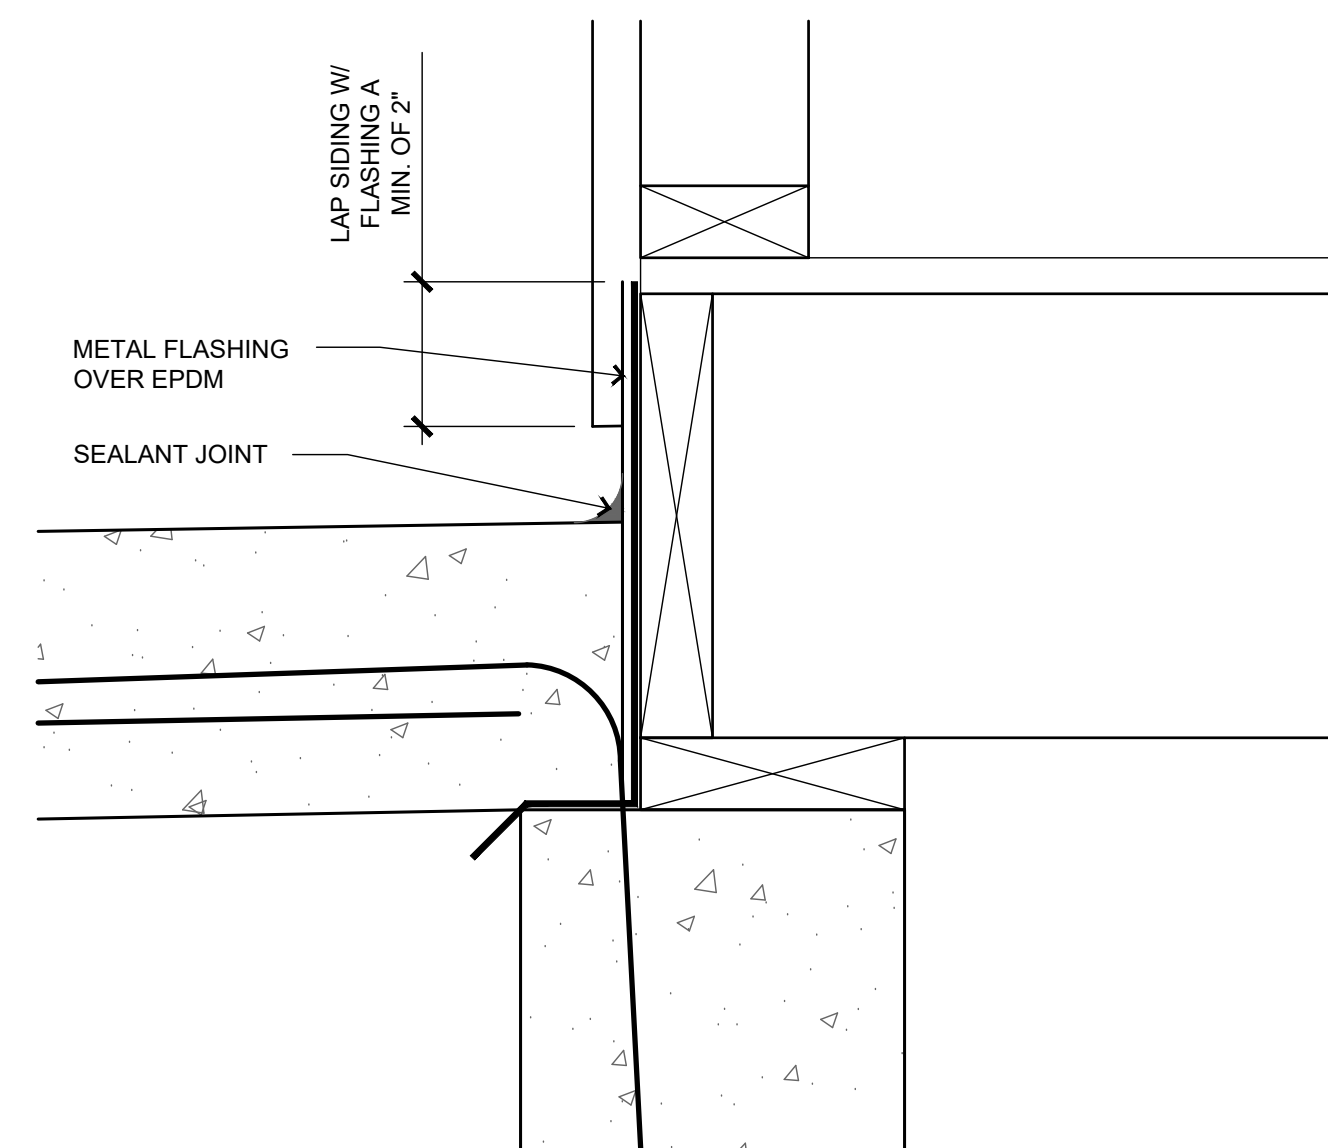 LAP SIDING W/
FLASHING A
MIN. OF 2"
METAL FLASHING
OVER EPDM
SEALANT JOINT